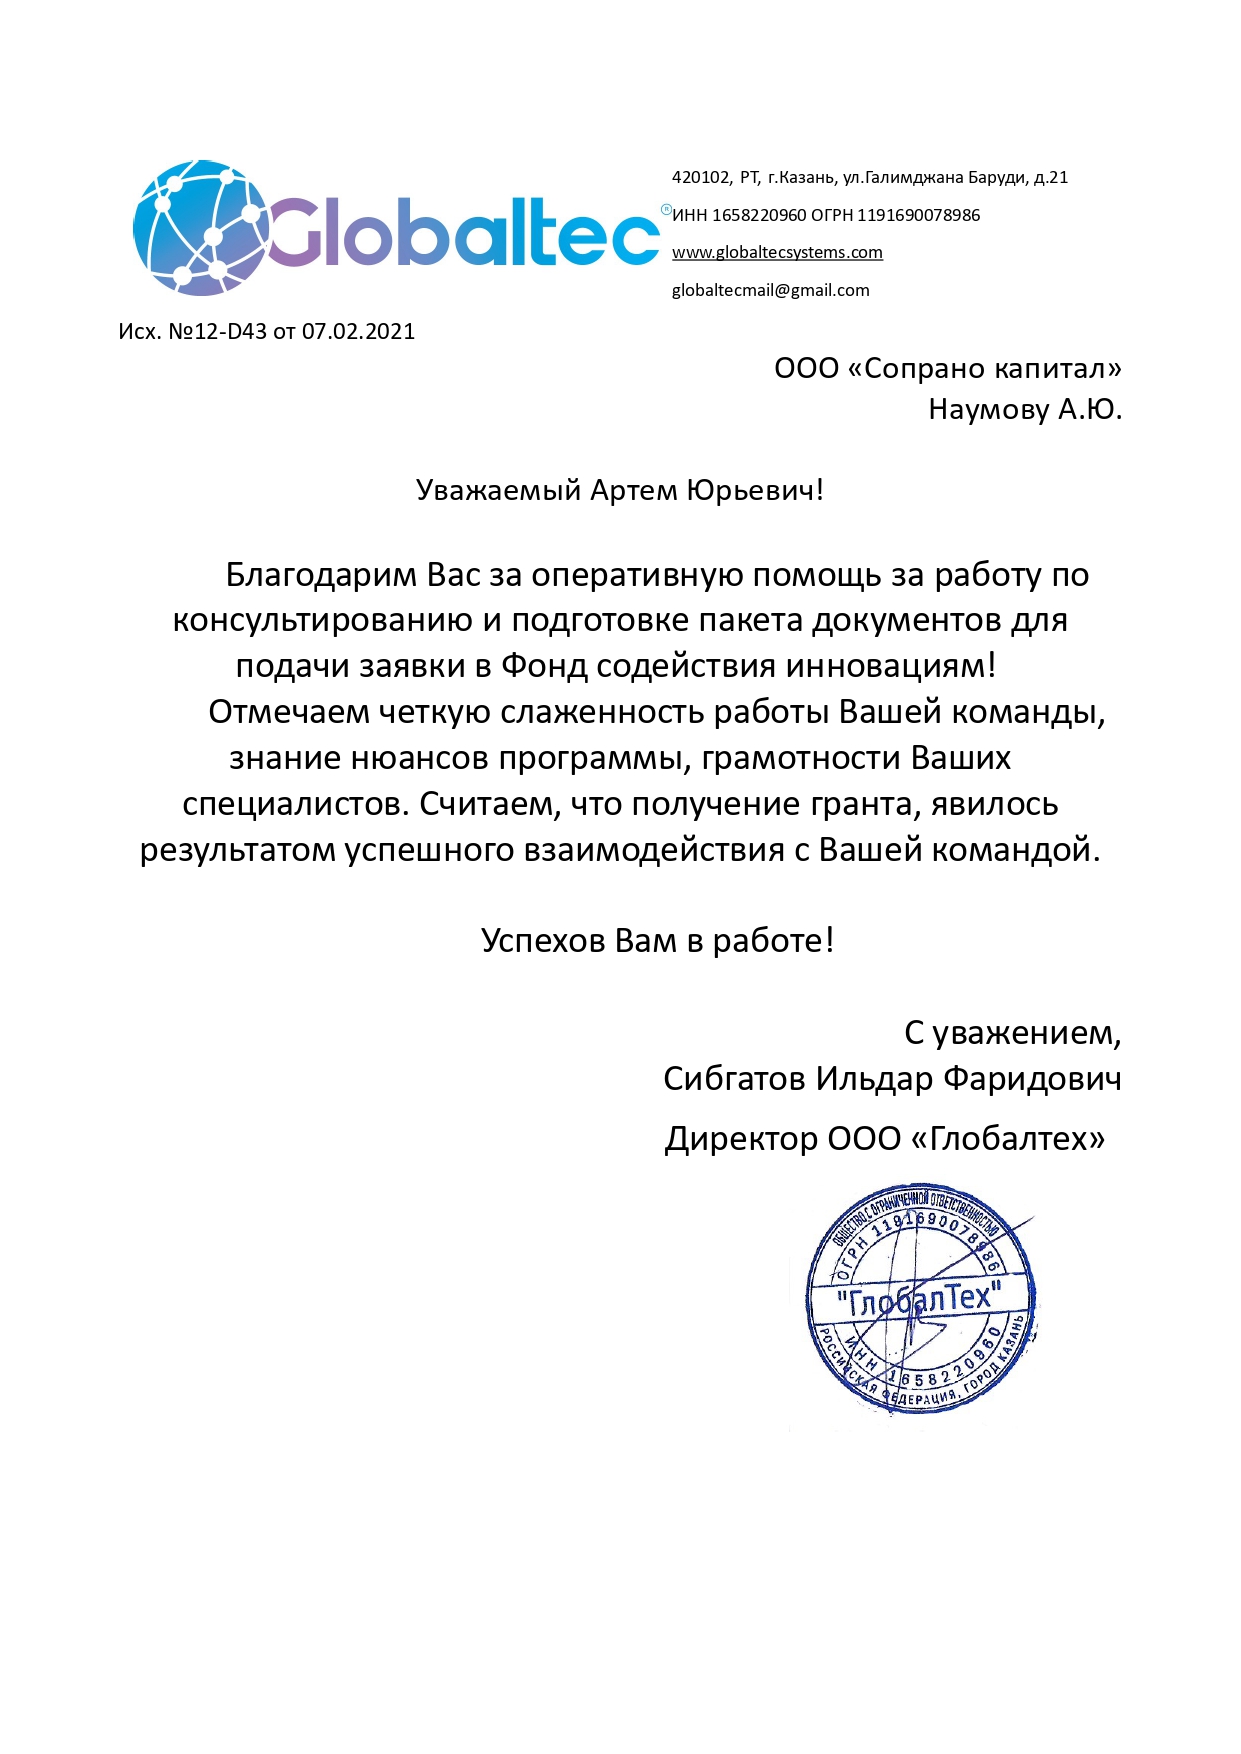 Globaltec®
420102, РТ, г.Казань, ул.Галимджана Баруди, д.21
ИНН 1658220960 ОГРН 1191690078986
www.globaltecsystems.com
globaltecmail@gmail.com
Исх. №12-D43 от 07.02.2021
ООО «Сопрано капитал»
Наумову А.Ю.
Уважаемый Артем Юрьевич!
Благодарим Вас за оперативную помощь за работу по
консультированию и подготовке пакета документов для
подачи заявки в Фонд содействия инновациям!
Отмечаем четкую слаженность работы Вашей команды,
знание нюансов программы, грамотности Ваших
специалистов. Считаем, что получение гранта, явилось
результатом успешного взаимодействия с Вашей командой.
Успехов Вам в работе!
С уважением,
Сибгатов Ильдар Фаридович
Директор ООО «Глобалтех»
ОБЩЕСТВО С ОГРАНИЧЕННОЙ ОТВЕТСТВЕННОСТЬЮ
ОГРН 1191690078986
"ГлобалТех"
ИНН 1658220960
РОССИЙСКАЯ ФЕДЕРАЦИЯ, ГОРОД КАЗАНЬ